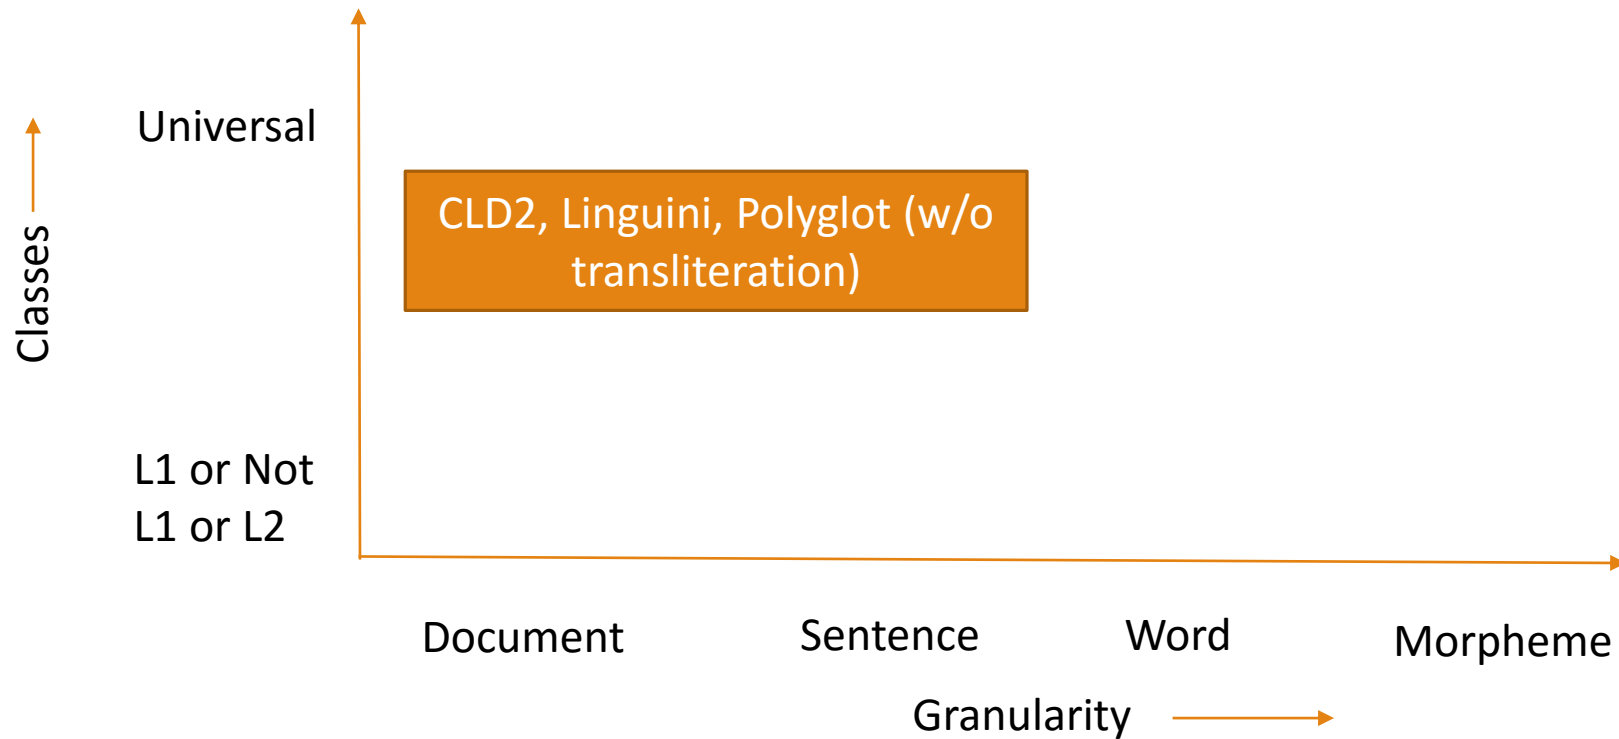 Universal
CLD2, Linguini, Polyglot (w/o
transliteration)
Classes
L1 or Not
L1 or L2
Document Sentence Word Morpheme
Granularity